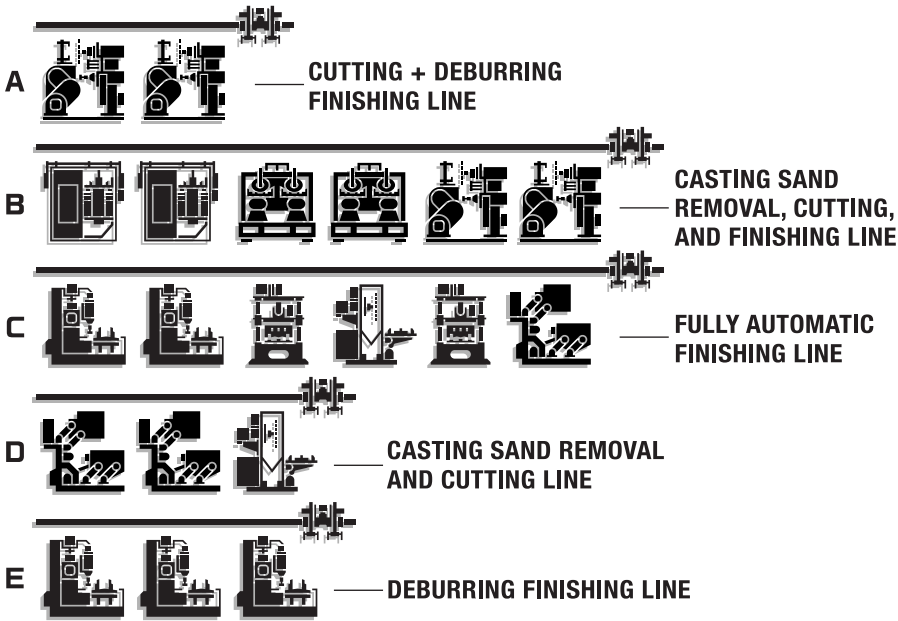 A
CUTTING + DEBURRING
FINISHING LINE
B
CASTING SAND
REMOVAL, CUTTING,
AND FINISHING LINE
C
FULLY AUTOMATIC
FINISHING LINE
D
CASTING SAND REMOVAL
AND CUTTING LINE
E
DEBURRING FINISHING LINE